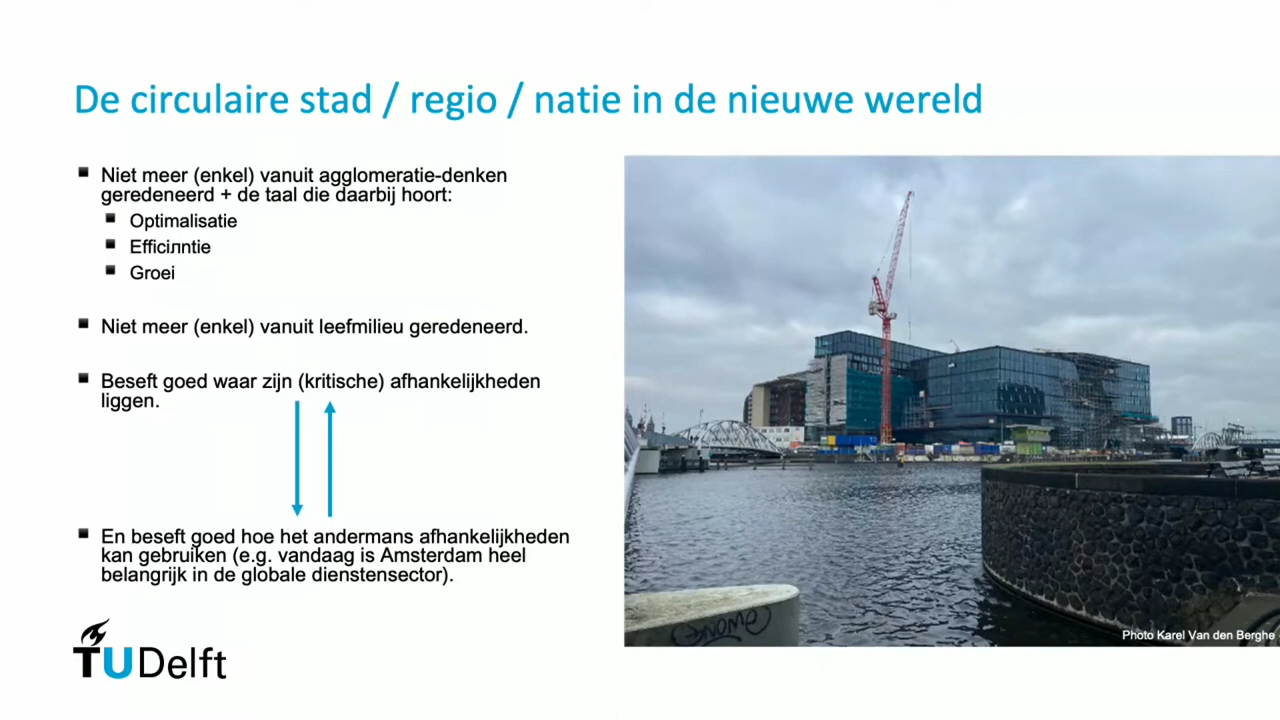 De circulaire stad / regio / natie in de nieuwe wereld
Niet meer (enkel) vanuit agglomeratie-denken
geredeneerd + de taal die daarbij hoort:
Optimalisatie
Efficiлntie
Groei
Niet meer (enkel) vanuit leefmilieu geredeneerd.
Beseft goed waar zijn (kritische) afhankelijkheden
liggen.
En beseft goed hoe het andermans afhankelijkheden
kan gebruiken (e.g. vandaag is Amsterdam heel
belangrijk in de globale dienstensector).
Photo Karel Van den Berghe
TUDelft